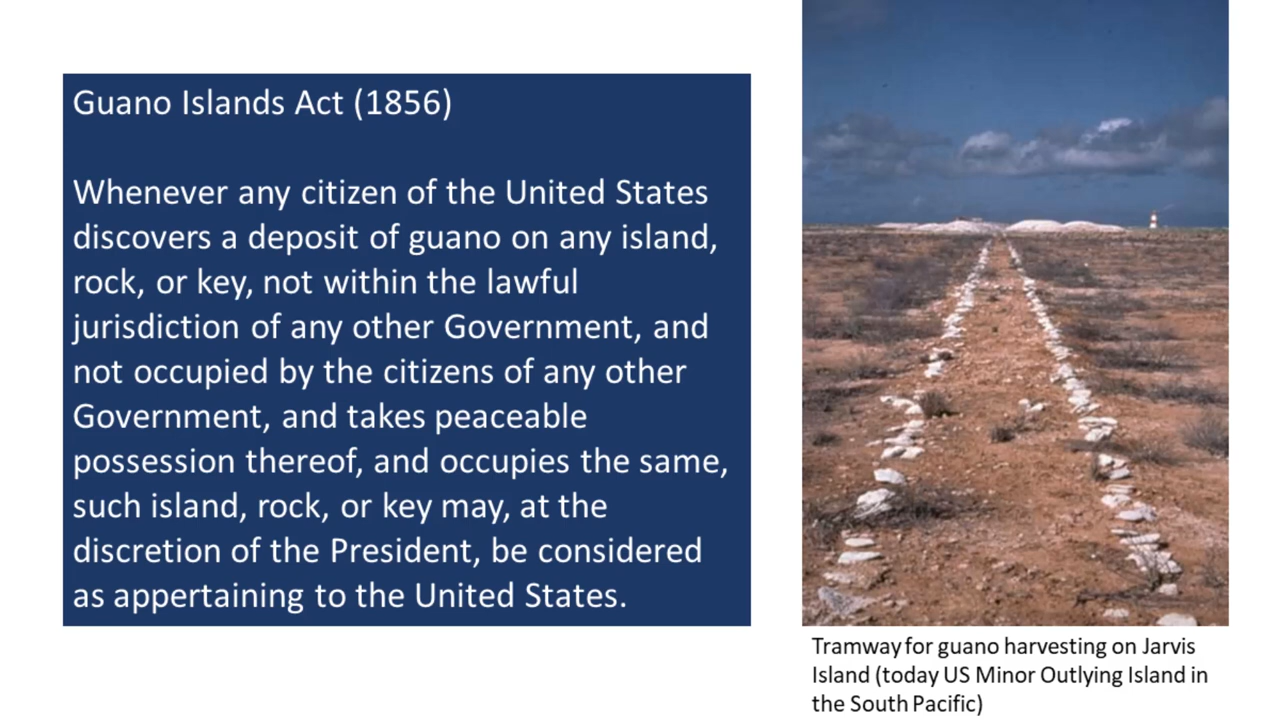 Guano Islands Act (1856)
Whenever any citizen of the United States
discovers a deposit of guano on any island,
rock, or key, not within the lawful
jurisdiction of any other Government, and
not occupied by the citizens of any other
Government, and takes peaceable
possession thereof, and occupies the same,
such island, rock, or key may, at the
discretion of the President, be considered
as appertaining to the United States.
Tramway for guano harvesting on Jarvis
Island (today US Minor Outlying Island in
the South Pacific)